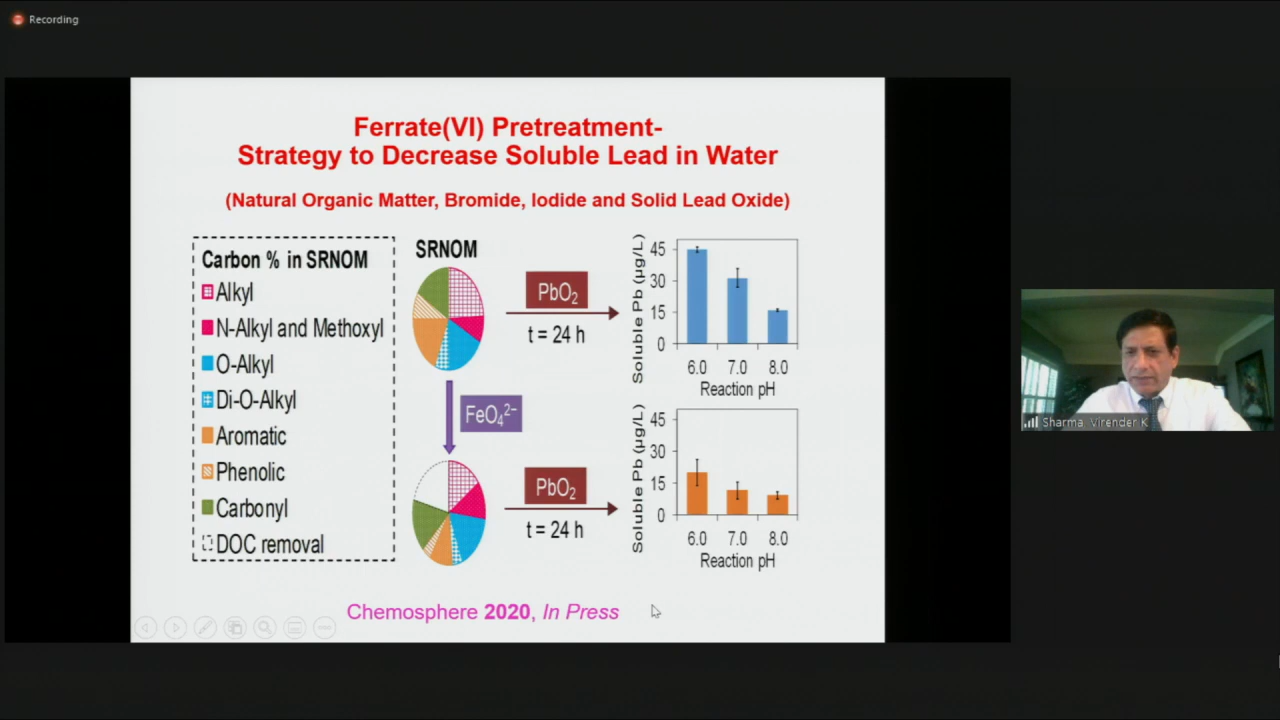 Recording
Ferrate(VI) Pretreatment-
Strategy to Decrease Soluble Lead in Water
(Natural Organic Matter, Bromide, Iodide and Solid Lead Oxide)
Carbon % in SRNOM
Alkyl
N-Alkyl and Methoxyl
O-Alkyl
Di-O-Alkyl
Aromatic
Phenolic
Carbonyl
DOC removal
SRNOM
PbO₂
t = 24 h
Soluble Pb (µg/L)
45
30
15
0
6.0 7.0 8.0
Reaction pH
FeO₄²⁻
PbO₂
t = 24 h
Soluble Pb (µg/L)
45
30
15
0
6.0 7.0 8.0
Reaction pH
Chemosphere 2020, In Press
Sharma Virender K